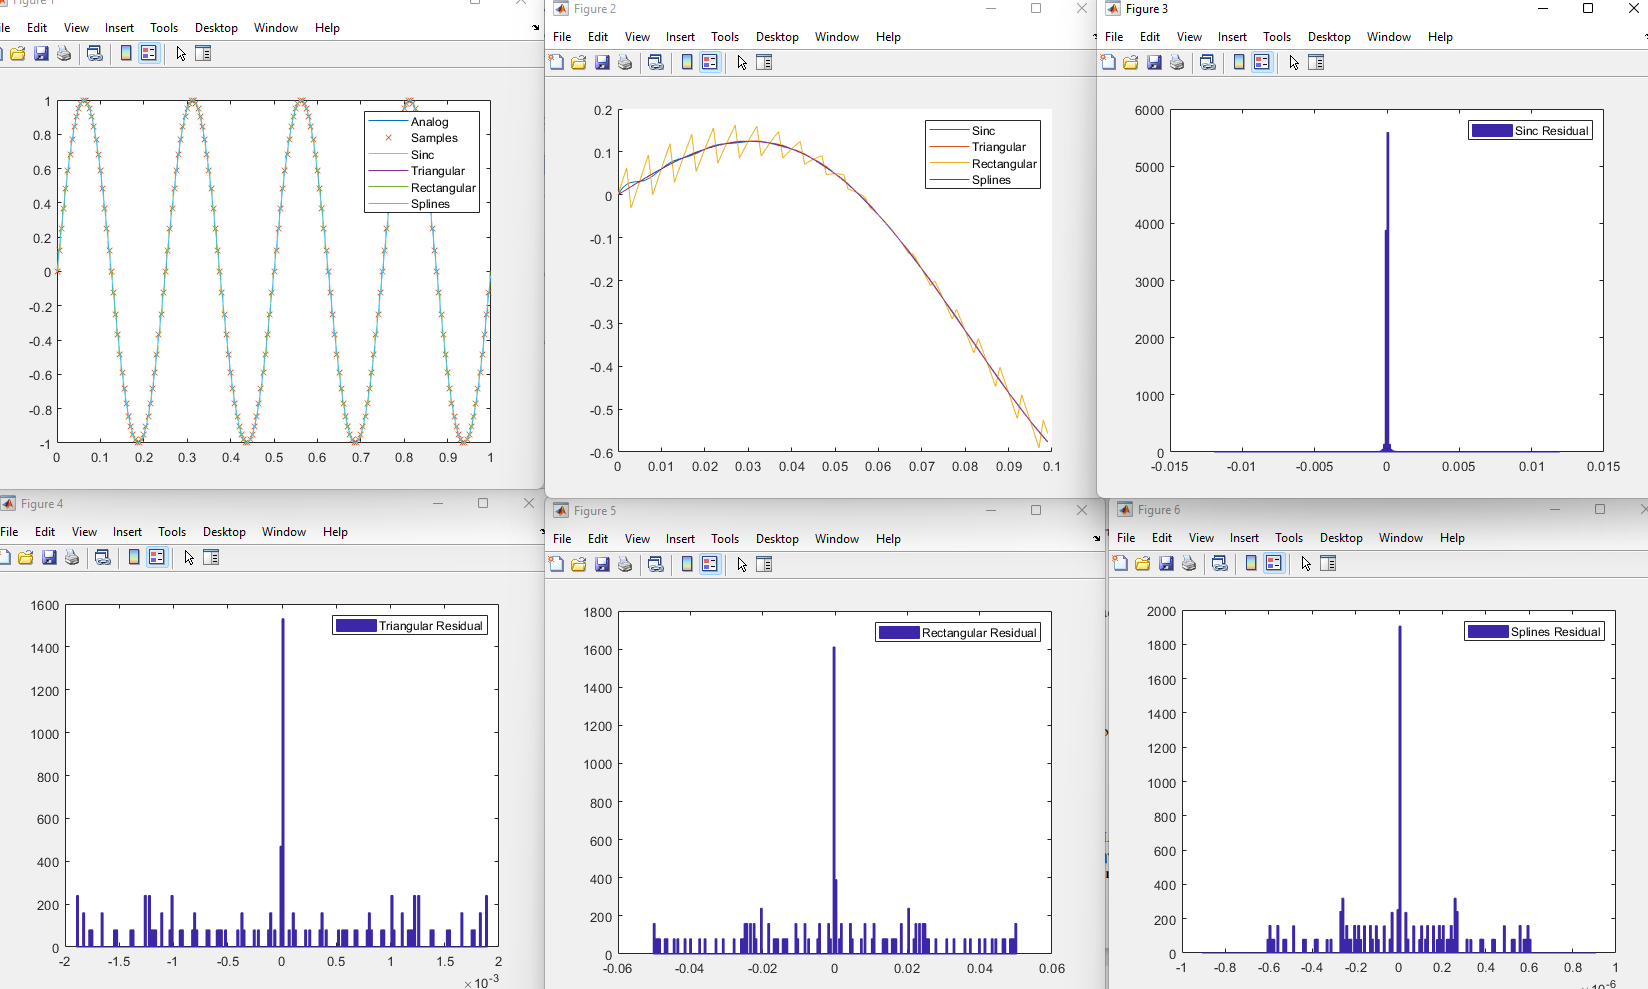 Figure 1
File Edit View Insert Tools Desktop Window Help
1
0.8
0.6
0.4
0.2
0
-0.2
-0.4
-0.6
-0.8
-1
0 0.1 0.2 0.3 0.4 0.5 0.6 0.7 0.8 0.9 1
Analog
Samples
Sinc
Triangular
Rectangular
Splines
Figure 2
File Edit View Insert Tools Desktop Window Help
0.2
0.1
0
-0.1
-0.2
-0.3
-0.4
-0.5
-0.6
0 0.01 0.02 0.03 0.04 0.05 0.06 0.07 0.08 0.09 0.1
Sinc
Triangular
Rectangular
Splines
Figure 3
File Edit View Insert Tools Desktop Window Help
6000
5000
4000
3000
2000
1000
0
-0.015 -0.01 -0.005 0 0.005 0.01 0.015
Sinc Residual
Figure 4
File Edit View Insert Tools Desktop Window Help
1600
1400
1200
1000
800
600
400
200
0
-2 -1.5 -1 -0.5 0 0.5 1 1.5 2
×10-3
Triangular Residual
Figure 5
File Edit View Insert Tools Desktop Window Help
1800
1600
1400
1200
1000
800
600
400
200
0
-0.06 -0.04 -0.02 0 0.02 0.04 0.06
Rectangular Residual
Figure 6
File Edit View Insert Tools Desktop Window Help
2000
1800
1600
1400
1200
1000
800
600
400
200
0
-1 -0.8 -0.6 -0.4 -0.2 0 0.2 0.4 0.6 0.8 1
×10-6
Splines Residual